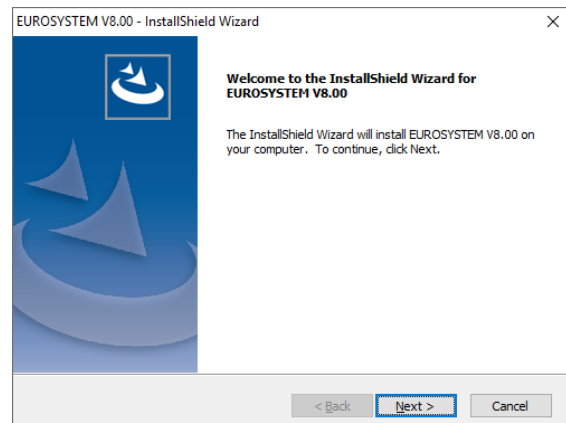 EUROSYSTEM V8.00 - InstallShield Wizard
Welcome to the InstallShield Wizard for
EUROSYSTEM V8.00
The InstallShield Wizard will install EUROSYSTEM V8.00 on
your computer. To continue, click Next.
< Back Next > Cancel